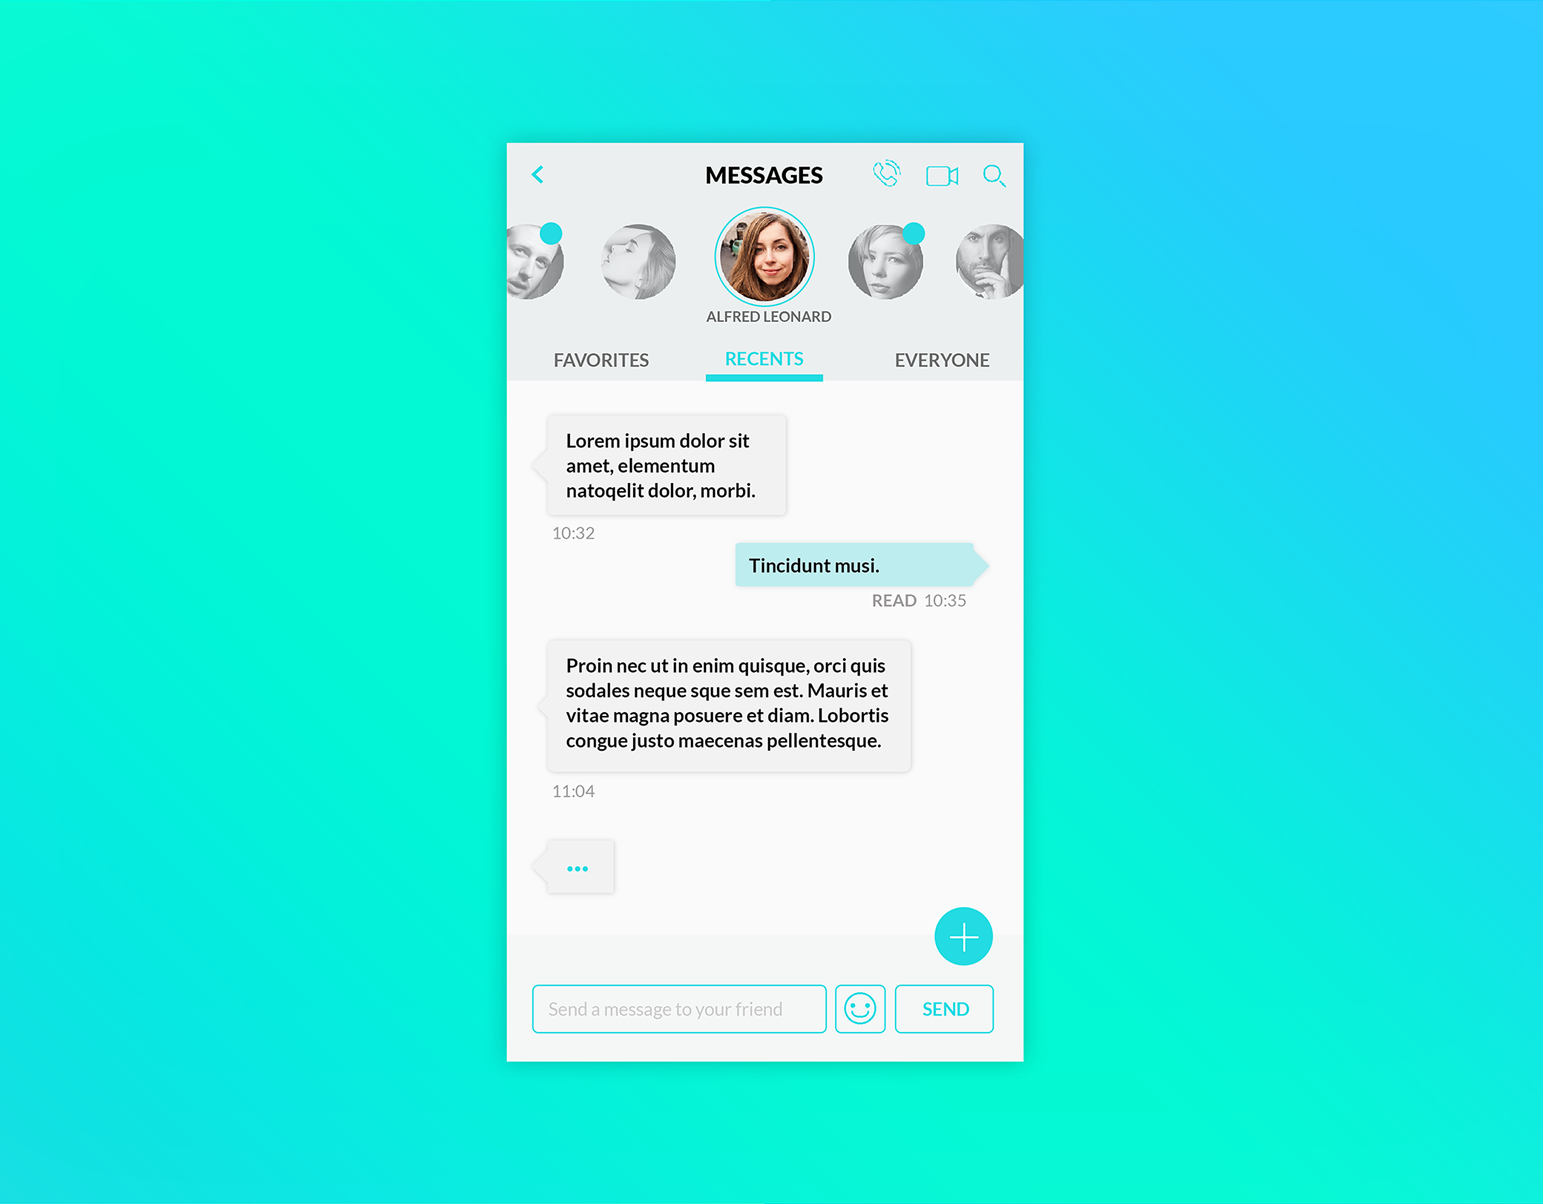 MESSAGES
ALFRED LEONARD
FAVORITES
RECENTS
EVERYONE
Lorem ipsum dolor sit
amet, elementum
natoqelit dolor, morbi.
10:32
Tincidunt musi.
READ 10:35
Proin nec ut in enim quisque, orci quis
sodales neque sque sem est. Mauris et
vitae magna posuere et diam. Lobortis
congue justo maecenas pellentesque.
11:04
Send a message to your friend
SEND